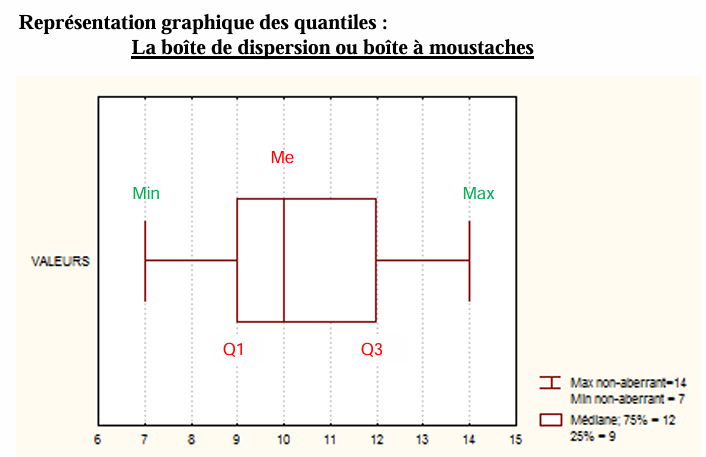 Représentation graphique des quantiles :
La boîte de dispersion ou boîte à moustaches
Me
Min
Max
VALEURS
Q1
Q3
Max non-aberrant=14
Min non-aberrant = 7
Médiane; 75% = 12
25% = 9
6 7 8 9 10 11 12 13 14 15